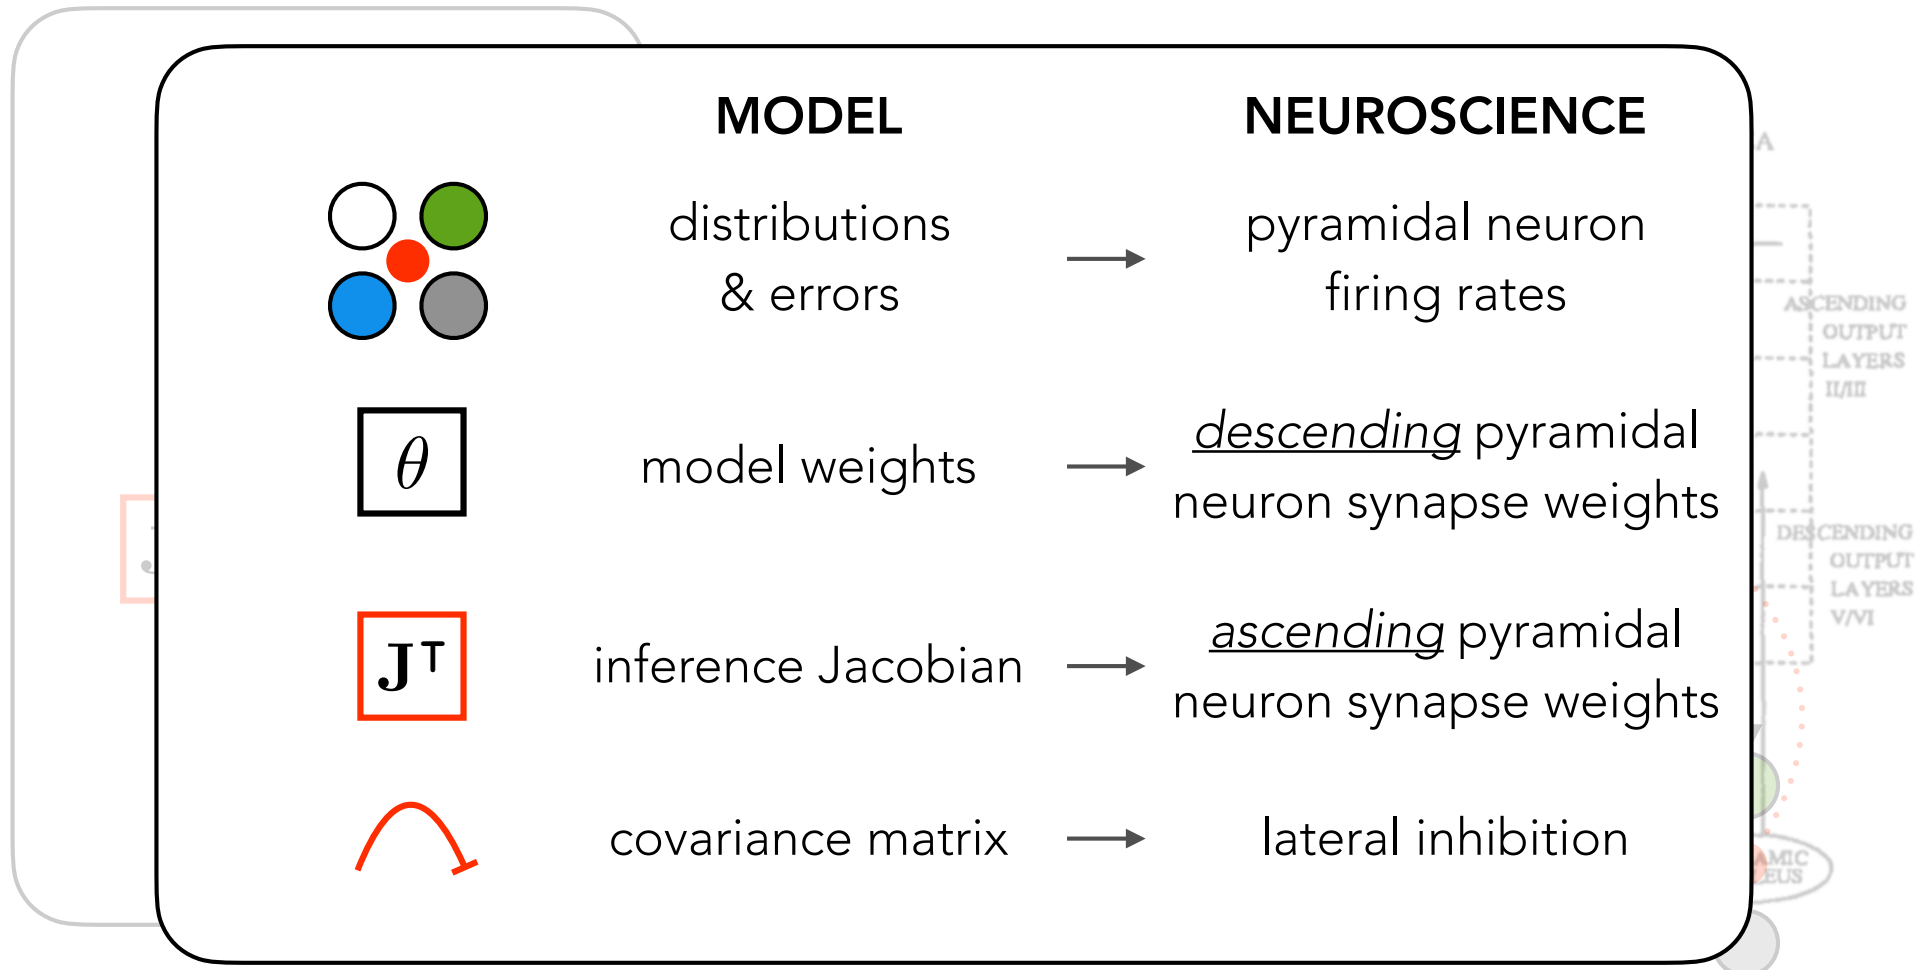 MODEL NEUROSCIENCE
distributions
& errors
pyramidal neuron
firing rates
θ
model weights
descending pyramidal
neuron synapse weights
J⊤
inference Jacobian
ascending pyramidal
neuron synapse weights
covariance matrix
lateral inhibition
ASCENDING
OUTPUT
LAYERS
II/III
DESCENDING
OUTPUT
LAYERS
V/VI